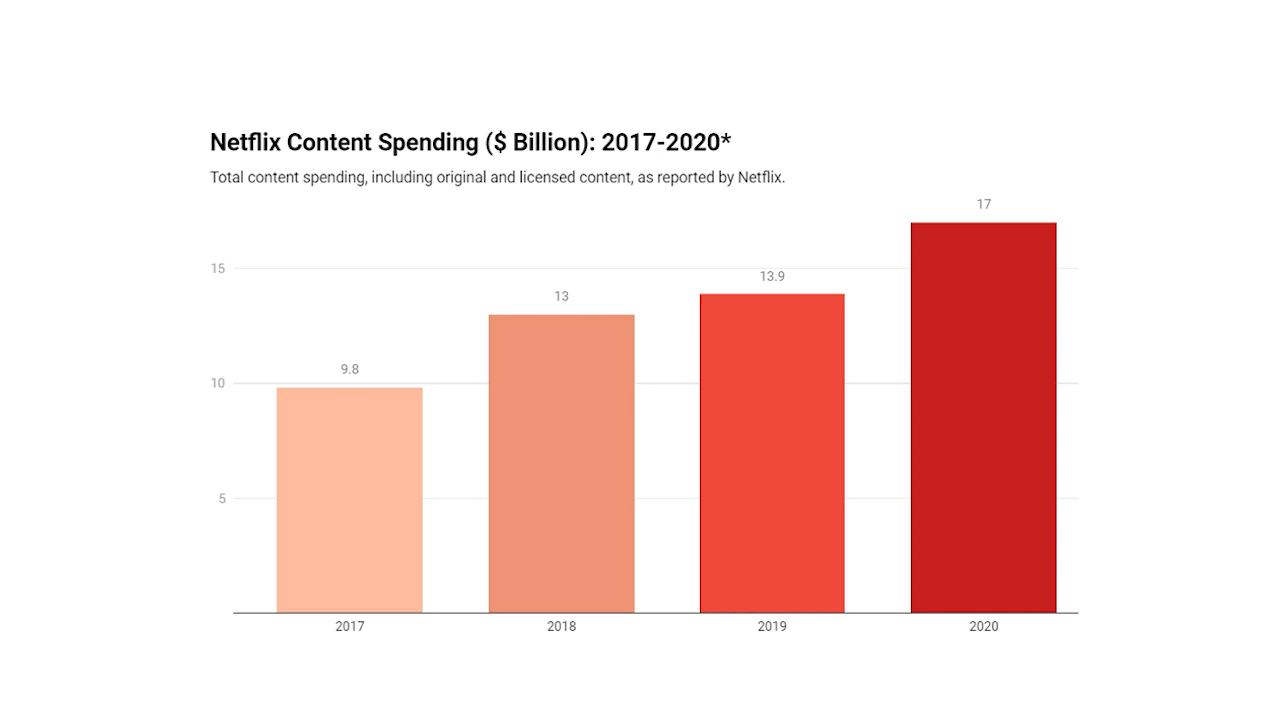 Netflix Content Spending ($ Billion): 2017-2020*
Total content spending, including original and licensed content, as reported by Netflix.
17
15
13.9
13
9.8
10
5
2017 2018 2019 2020